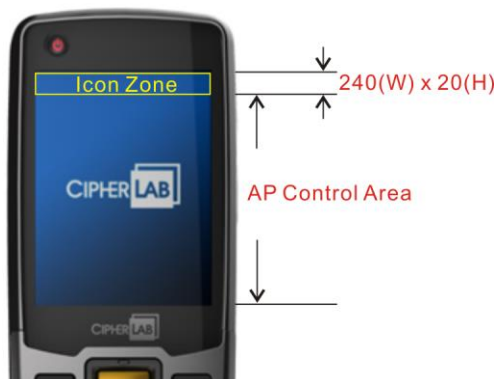 Icon Zone
240(W) x 20(H)
CIPHERLAB
AP Control Area
CIPHERLAB